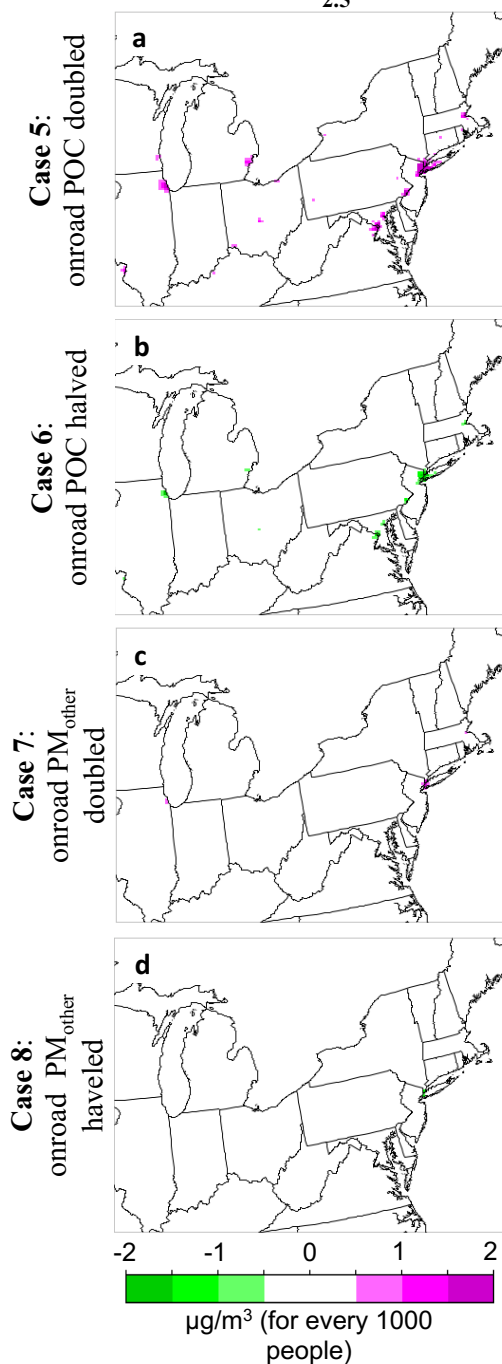 2.5
a
Case 5:
onroad POC doubled
b
Case 6:
onroad POC halved
c
Case 7:
onroad PMother
doubled
d
Case 8:
onroad PMother
haveled
-2 -1 0 1 2
µg/m³ (for every 1000
people)